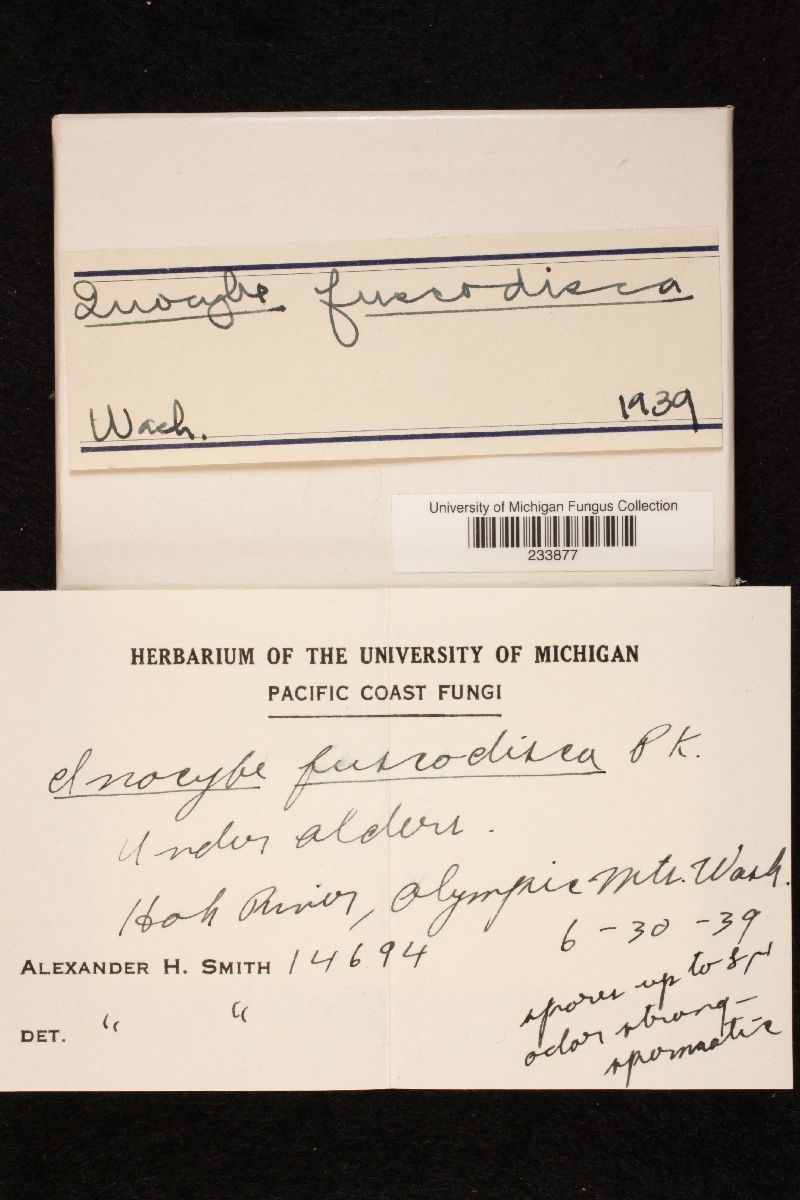 Inocybe fuscodisca
Wash. 1939
University of Michigan Fungus Collection
233877
HERBARIUM OF THE UNIVERSITY OF MICHIGAN
PACIFIC COAST FUNGI
Inocybe fuscodisca Pk.
Under alders.
Hoh River, Olympic Mts. Wash.
6-30-39
ALEXANDER H. SMITH 14694
spores up to 8 µ
odor strong-
DET. " "
spermatic